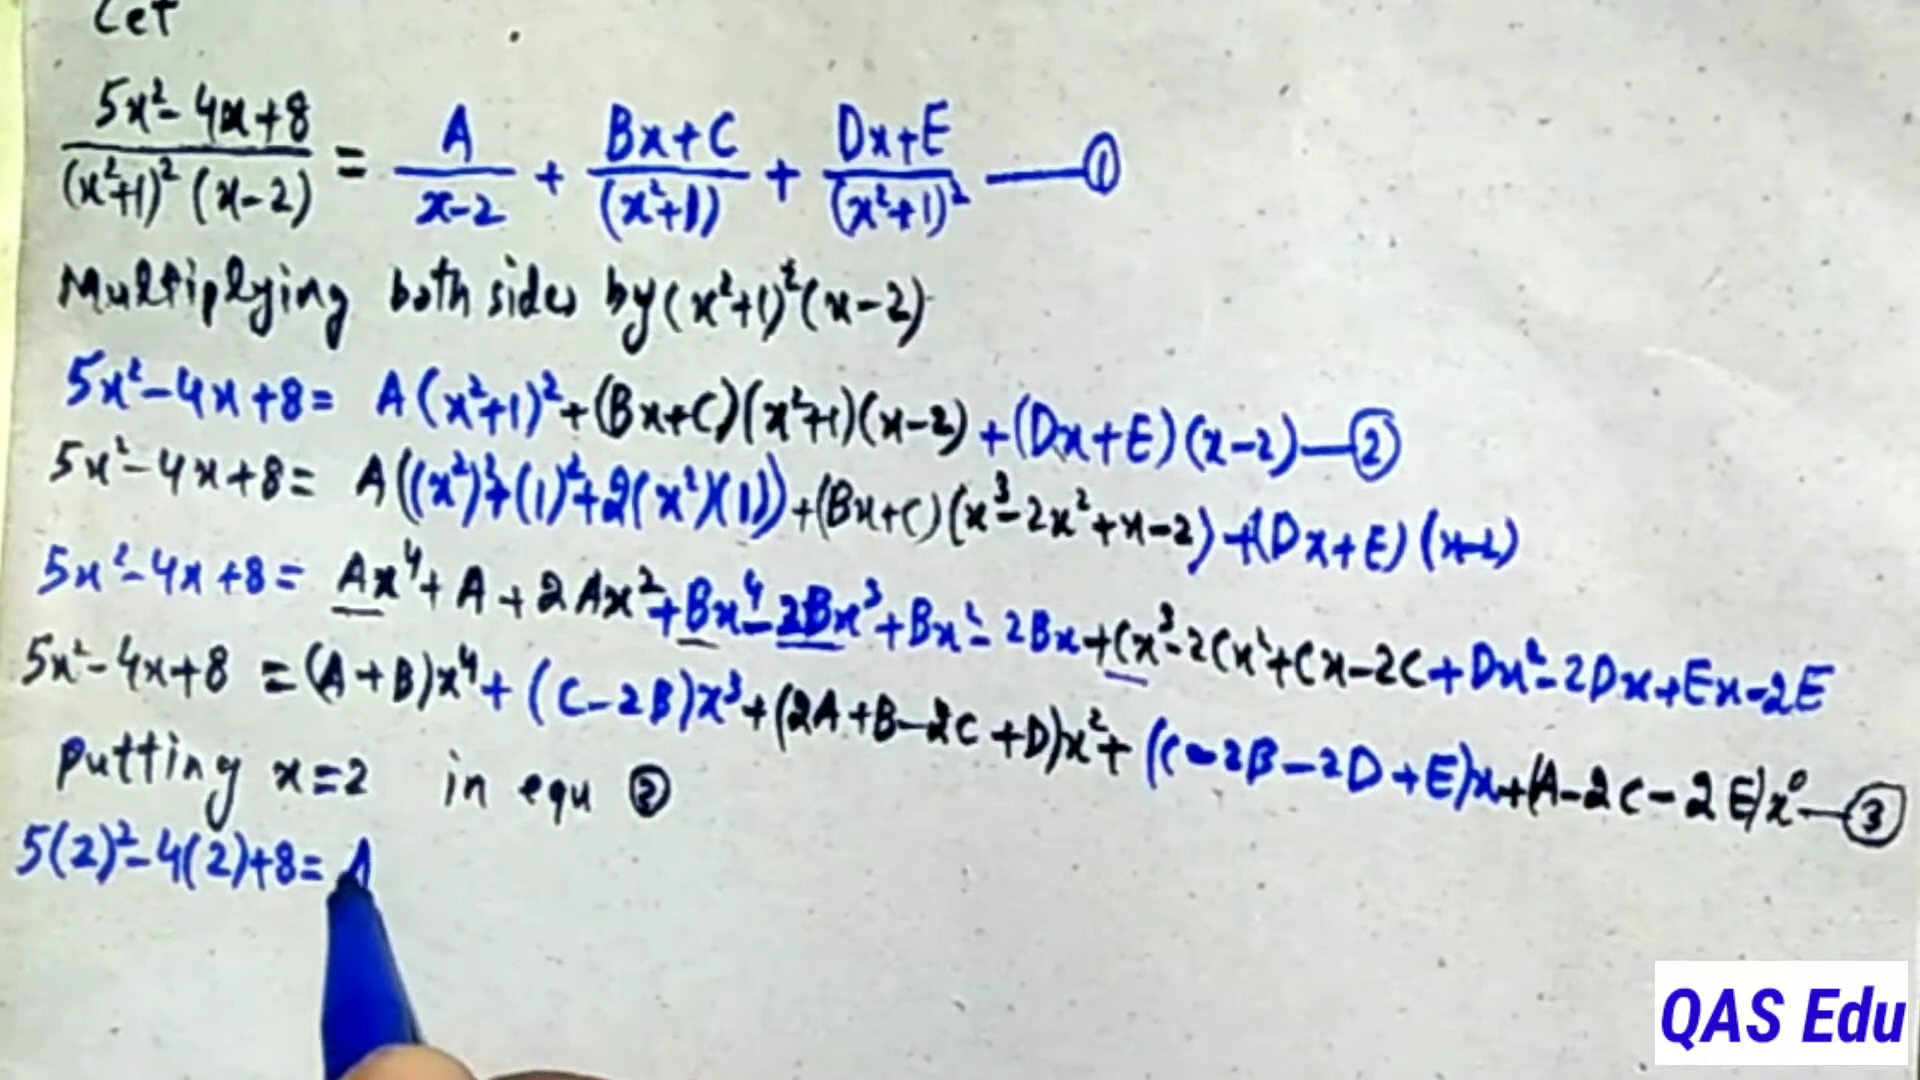 Let
5x²-4x+8/(x²+1)²(x-2) = A/x-2 + Bx+C/(x²+1) + Dx+E/(x²+1)² —①
Multiplying both sides by (x²+1)²(x-2)
5x²-4x+8= A(x²+1)²+(Bx+C)(x²+1)(x-2)+(Dx+E)(x-2)—②
5x²-4x+8= A((x²)²+(1)²+2(x²)(1))+(Bx+C)(x³-2x²+x-2)+(Dx+E)(x-2)
5x²-4x+8= Ax⁴+A+2Ax²+Bx⁴-2Bx³+Bx²-2Bx+Cx³-2Cx²+Cx-2C+Dx²-2Dx+Ex-2E
5x²-4x+8 =(A+B)x⁴+(C-2B)x³+(2A+B-2C+D)x²+(C-2B-2D+E)x+(A-2C-2E)x⁰—③
Putting x=2 in equ ②
5(2)²-4(2)+8= A
QAS Edu